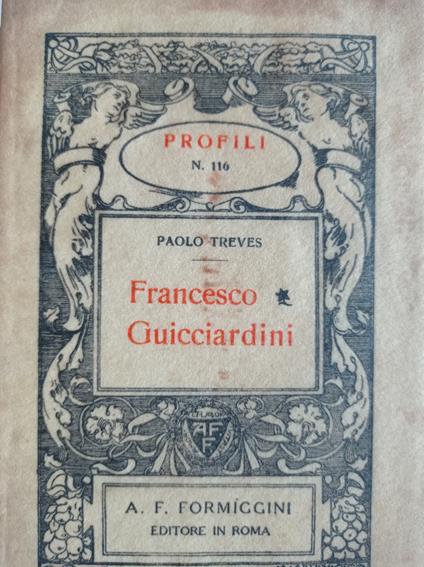 PROFILI
N. 116
PAOLO TREVES
Francesco
Guicciardini
A F
F
A. F. FORMÍGGINI
EDITORE IN ROMA